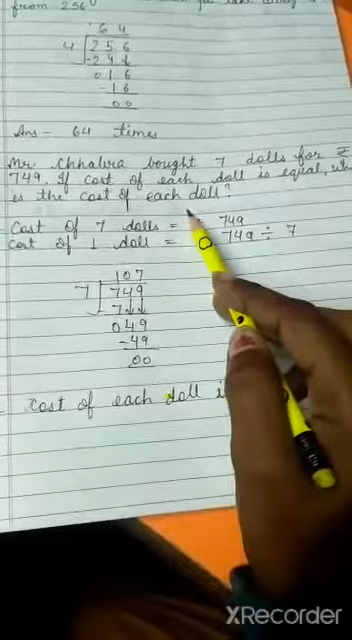 from 256
64
4 256
-24↓
016
-16
00
Ans - 64 times
Mr. Chhabra bought 7 dolls for ₹
749. If cost of each doll is equal,
is the cost of each doll?
Cost of 7 dolls = 749
Cost of 1 doll = 749 ÷ 7
107
7 749
7↓↓
049
-49
00
Cost of each doll
XRecorder